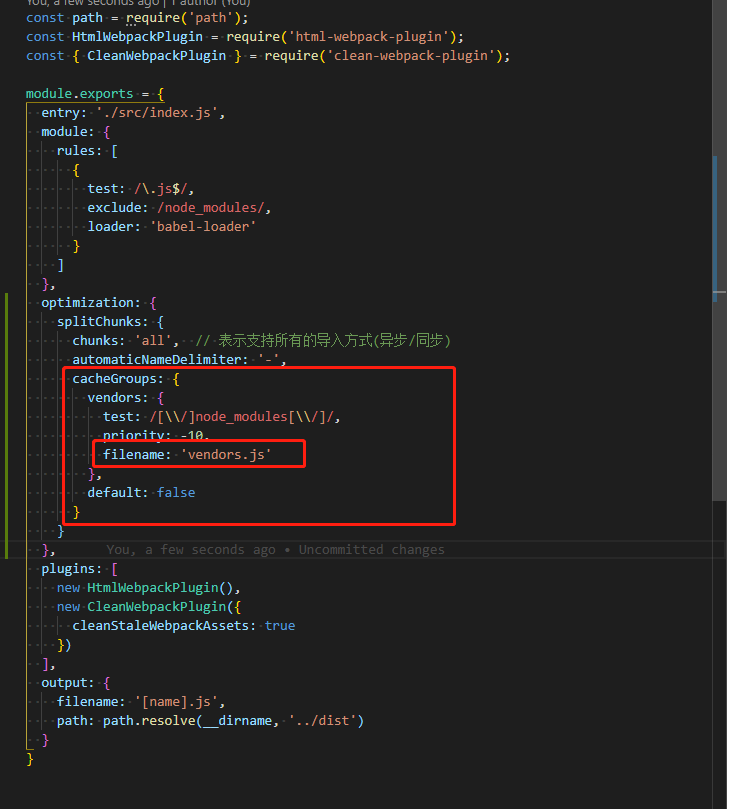 You, a few seconds ago | 1 author (You)
const path = require('path');
const HtmlWebpackPlugin = require('html-webpack-plugin');
const { CleanWebpackPlugin } = require('clean-webpack-plugin');
module.exports = {
  entry: './src/index.js',
  module: {
    rules: [
      {
        test: /\.js$/,
        exclude: /node_modules/,
        loader: 'babel-loader'
      }
    ]
  },
  optimization: {
    splitChunks: {
      chunks: 'all', // 表示支持所有的导入方式(异步/同步)
      automaticNameDelimiter: '-',
      cacheGroups: {
        vendors: {
          test: /[\\/]node_modules[\\/]/,
          priority: -10,
          filename: 'vendors.js'
        },
        default: false
      }
    }
  }, You, a few seconds ago • Uncommitted changes
  plugins: [
    new HtmlWebpackPlugin(),
    new CleanWebpackPlugin({
      cleanStaleWebpackAssets: true
    })
  ],
  output: {
    filename: '[name].js',
    path: path.resolve(__dirname, '../dist')
  }
}